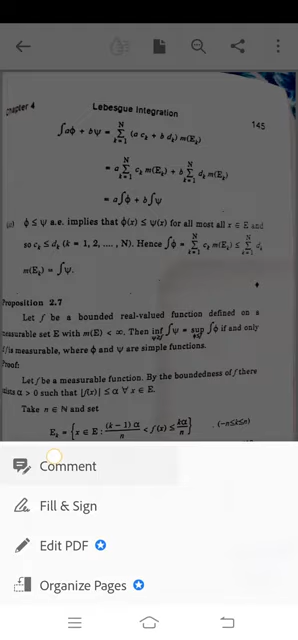 Chapter 4 Lebesgue Integration 145
∫aφ + bψ = Σ_{k=1}^{N} (a c_k + b d_k) m(E_k)
= a Σ_{k=1}^{N} c_k m(E_k) + b Σ_{k=1}^{N} d_k m(E_k)
= a∫φ + b∫ψ
φ ≤ ψ a.e. implies that φ(x) ≤ ψ(x) for all most all x ∈ E and
so c_k ≤ d_k (k = 1, 2, ...., N). Hence ∫φ = Σ_{k=1}^{N} c_k m(E_k) ≤ Σ_{k=1}^{N} d_k
m(E_k) = ∫ψ.
Proposition 2.7
Let f be a bounded real-valued function defined on a
measurable set E with m(E) < ∞. Then inf ∫ψ = sup ∫φ if and only
if f is measurable, where φ and ψ are simple functions.
Proof:
Let f be a measurable function. By the boundedness of f there
exists α > 0 such that |f(x)| ≤ α ∀ x ∈ E.
Take n ∈ N and set
E_k = {x ∈ E : (k−1) α / n < f(x) ≤ kα / n} (−n≤k≤n)
Comment
Fill & Sign
Edit PDF
Organize Pages